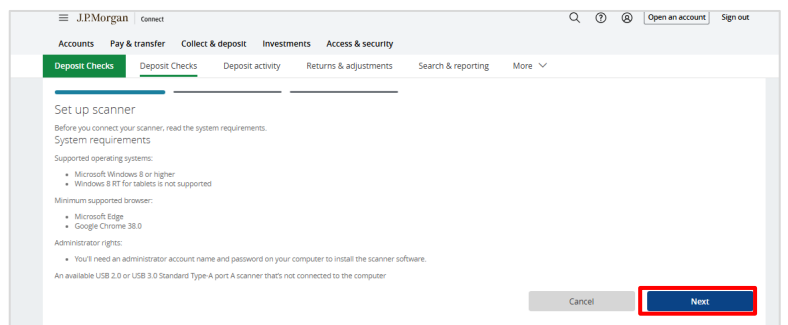 J.P.Morgan Connect Open an account Sign out
Accounts Pay & transfer Collect & deposit Investments Access & security
Deposit Checks Deposit Checks Deposit activity Returns & adjustments Search & reporting More
Set up scanner
Before you connect your scanner, read the system requirements.
System requirements
Supported operating systems:
• Microsoft Windows 8 or higher
• Windows 8 RT for tablets is not supported
Minimum supported browser:
• Microsoft Edge
• Google Chrome 38.0
Administrator rights:
• You'll need an administrator account name and password on your computer to install the scanner software.
An available USB 2.0 or USB 3.0 Standard Type-A port A scanner that's not connected to the computer
Cancel Next